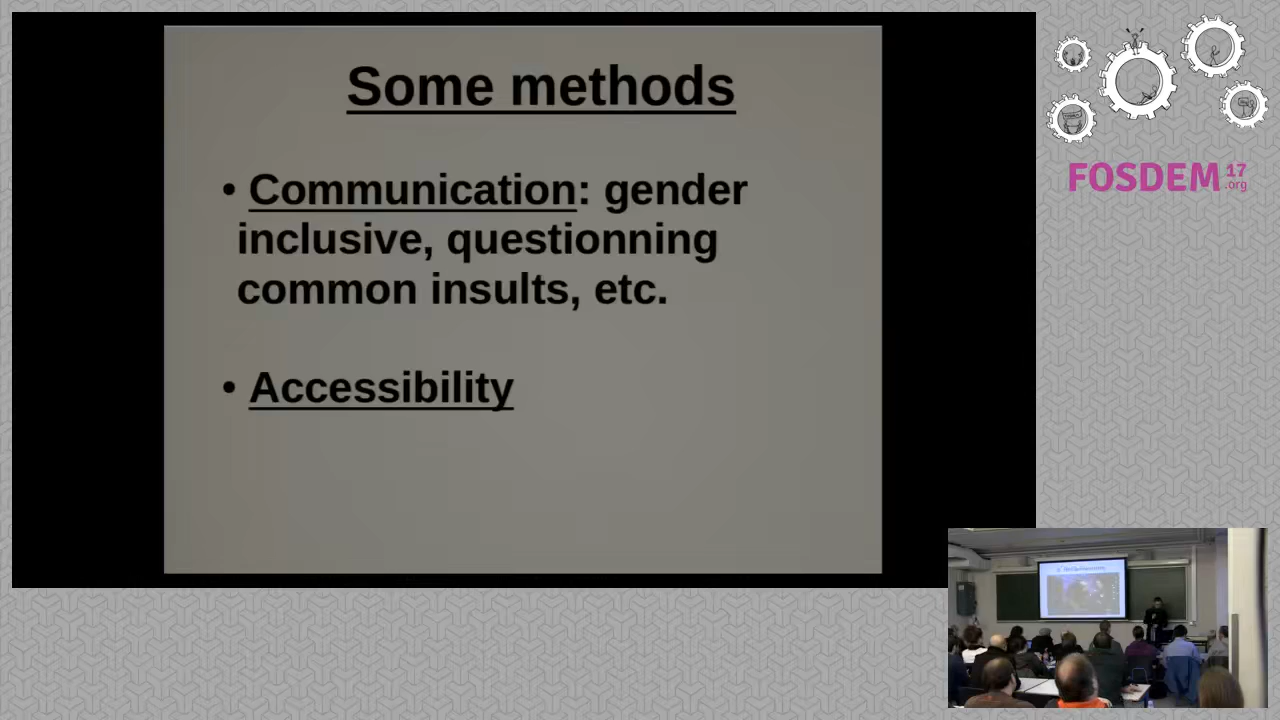 Some methods
• Communication: gender
inclusive, questionning
common insults, etc.
• Accessibility
FOSDEM 17
.org